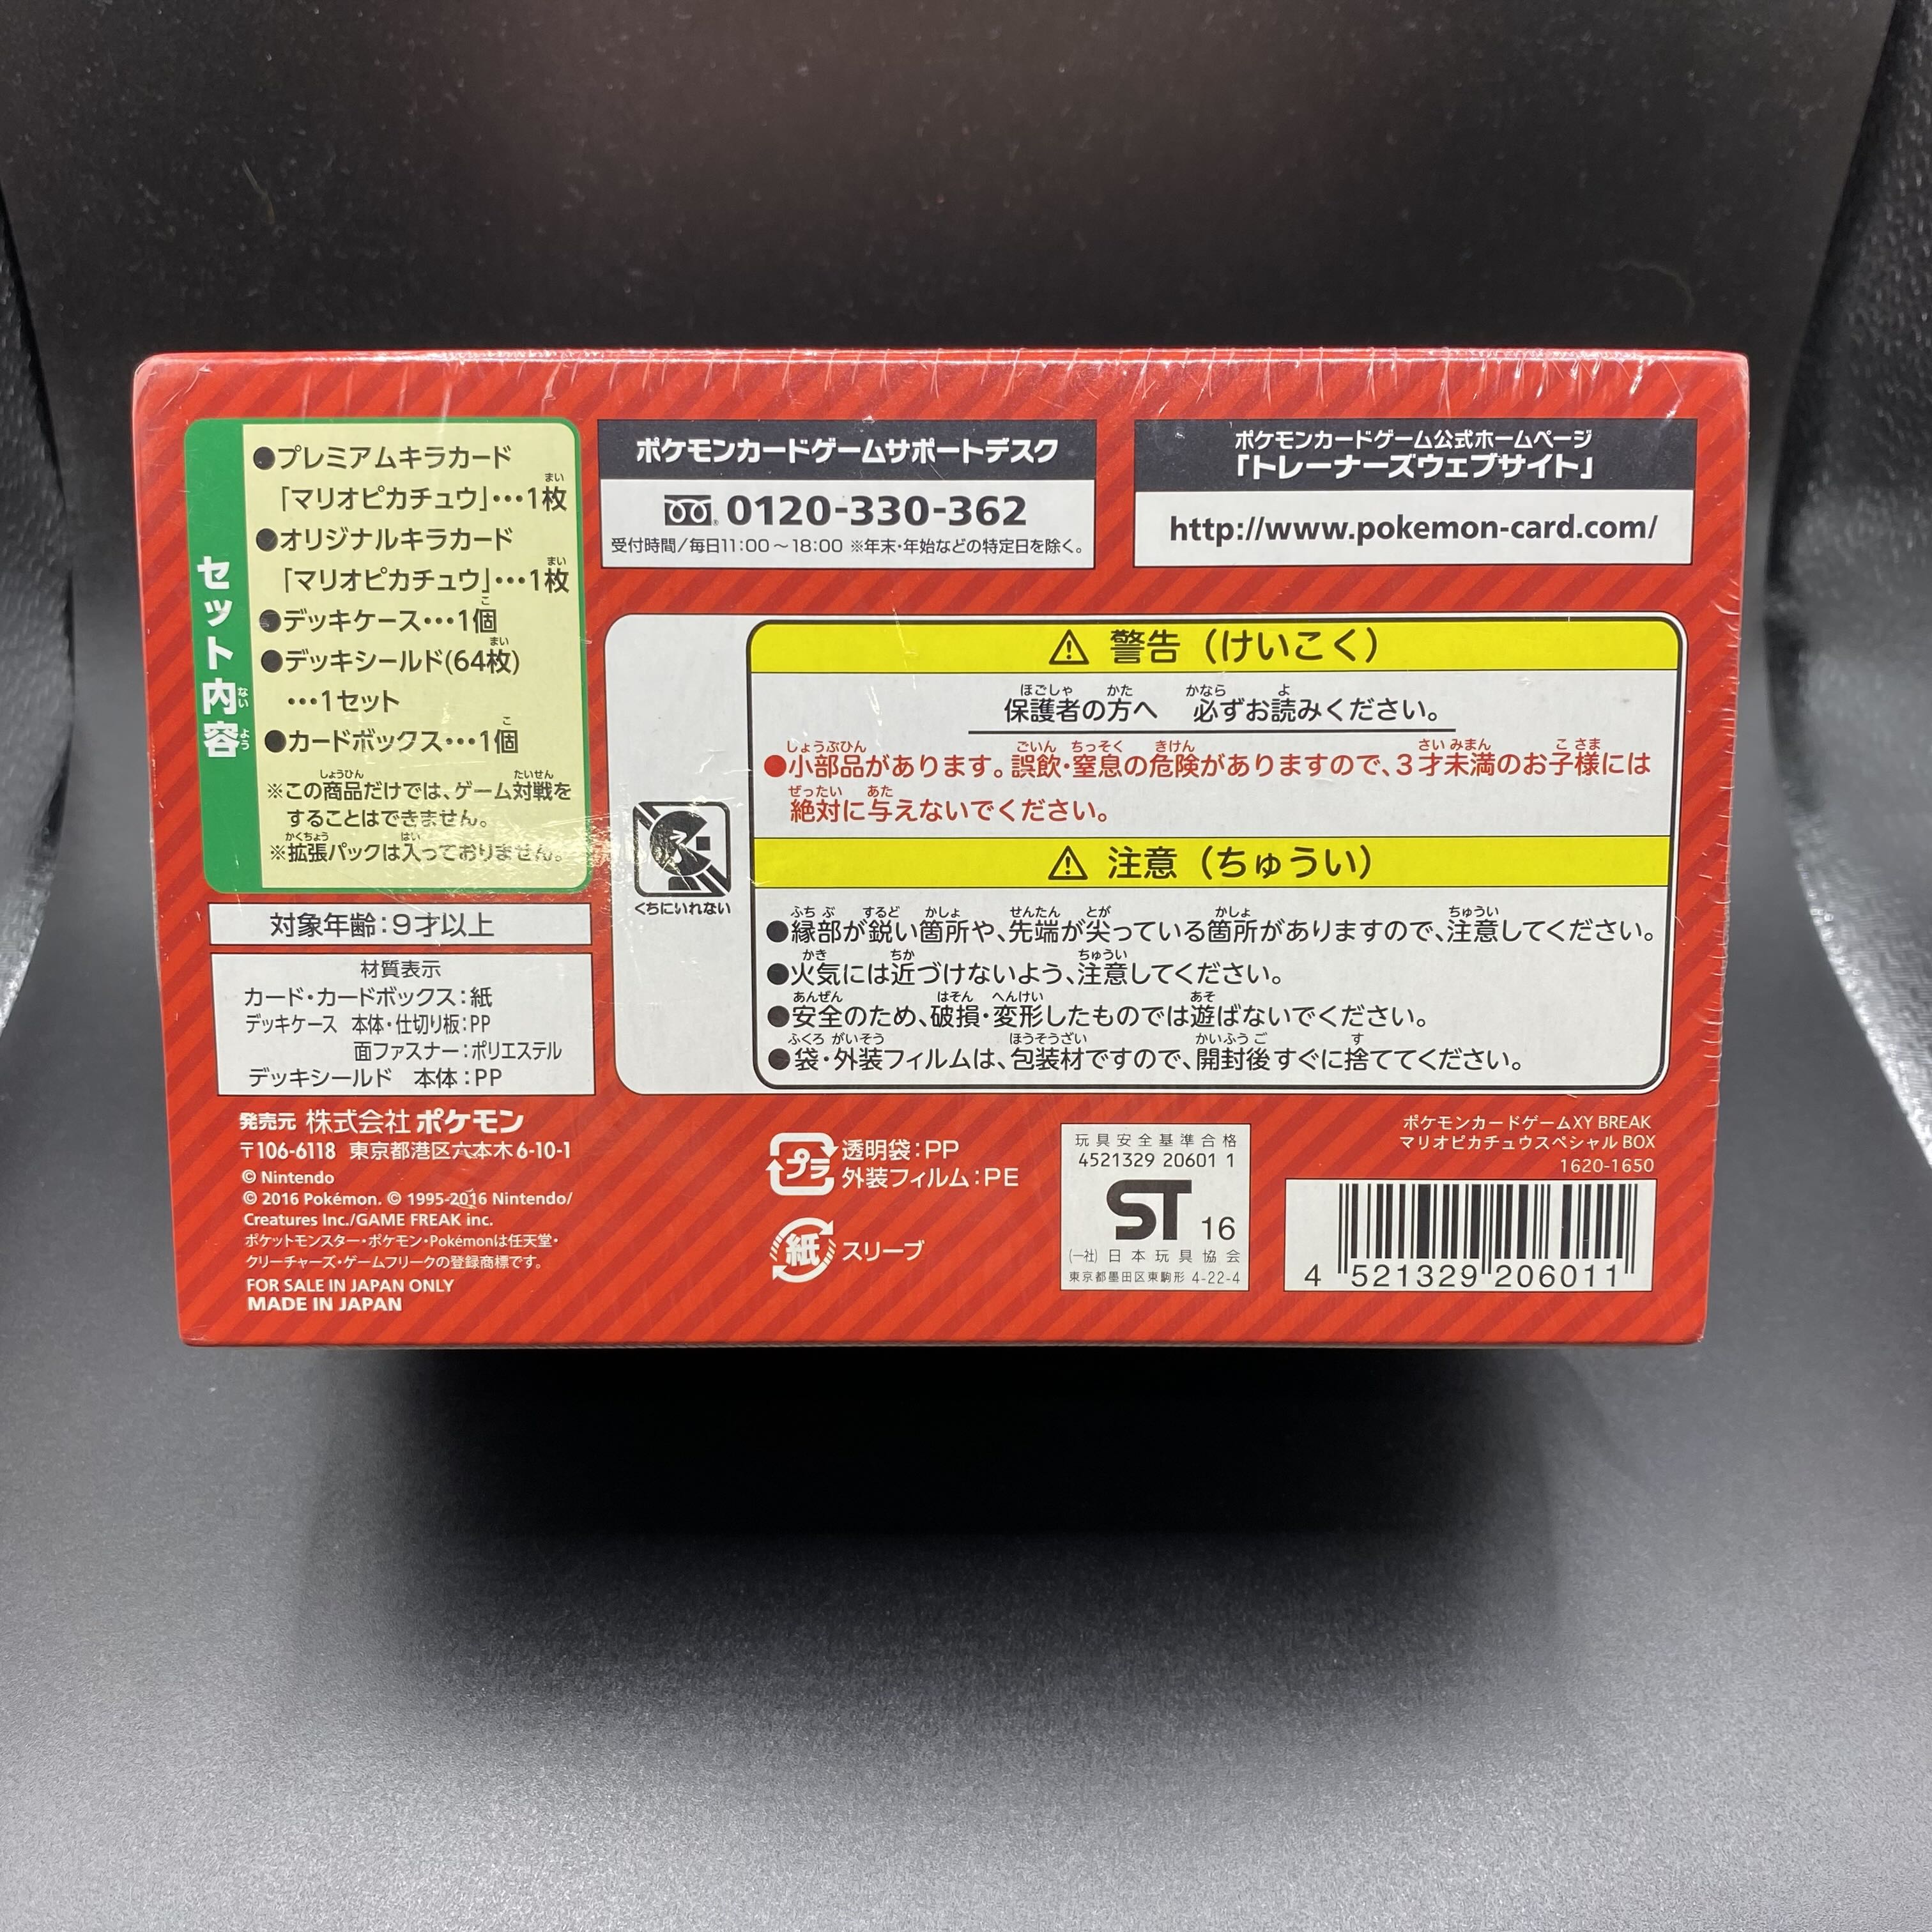 セット内容
●プレミアムキラカード
「マリオピカチュウ」･･･1枚
●オリジナルキラカード
「マリオピカチュウ」･･･1枚
●デッキケース･･･1個
●デッキシールド(64枚)
･･･1セット
●カードボックス･･･1個
※この商品だけでは、ゲーム対戦を
することはできません。
※拡張パックは入っておりません。
対象年齢：9才以上
材質表示
カード・カードボックス：紙
デッキケース 本体・仕切り板：PP
面ファスナー：ポリエステル
デッキシールド 本体：PP
発売元 株式会社 ポケモン
〒106-6118 東京都港区六本木6-10-1
© Nintendo
© 2016 Pokémon. © 1995-2016 Nintendo/
Creatures Inc./GAME FREAK inc.
ポケットモンスター・ポケモン・Pokémonは任天堂・
クリーチャーズ・ゲームフリークの登録商標です。
FOR SALE IN JAPAN ONLY
MADE IN JAPAN
ポケモンカードゲームサポートデスク
0120-330-362
受付時間／毎日11：00～18：00 ※年末・年始などの特定日を除く。
ポケモンカードゲーム公式ホームページ
「トレーナーズウェブサイト」
http://www.pokemon-card.com/
くちにいれない
⚠ 警告（けいこく）
保護者の方へ 必ずお読みください。
●小部品があります。誤飲・窒息の危険がありますので、3才未満のお子様には
絶対に与えないでください。
⚠ 注意（ちゅうい）
●縁部が鋭い箇所や、先端が尖っている箇所がありますので、注意してください。
●火気には近づけないよう、注意してください。
●安全のため、破損・変形したものでは遊ばないでください。
●袋・外装フィルムは、包装材ですので、開封後すぐに捨ててください。
プラ 透明袋：PP
外装フィルム：PE
紙 スリーブ
玩具安全基準合格
4521329 20601 1
ST 16
(一社) 日本玩具協会
東京都墨田区東駒形 4-22-4
ポケモンカードゲームXY BREAK
マリオピカチュウスペシャルBOX
1620-1650
4 521329 206011